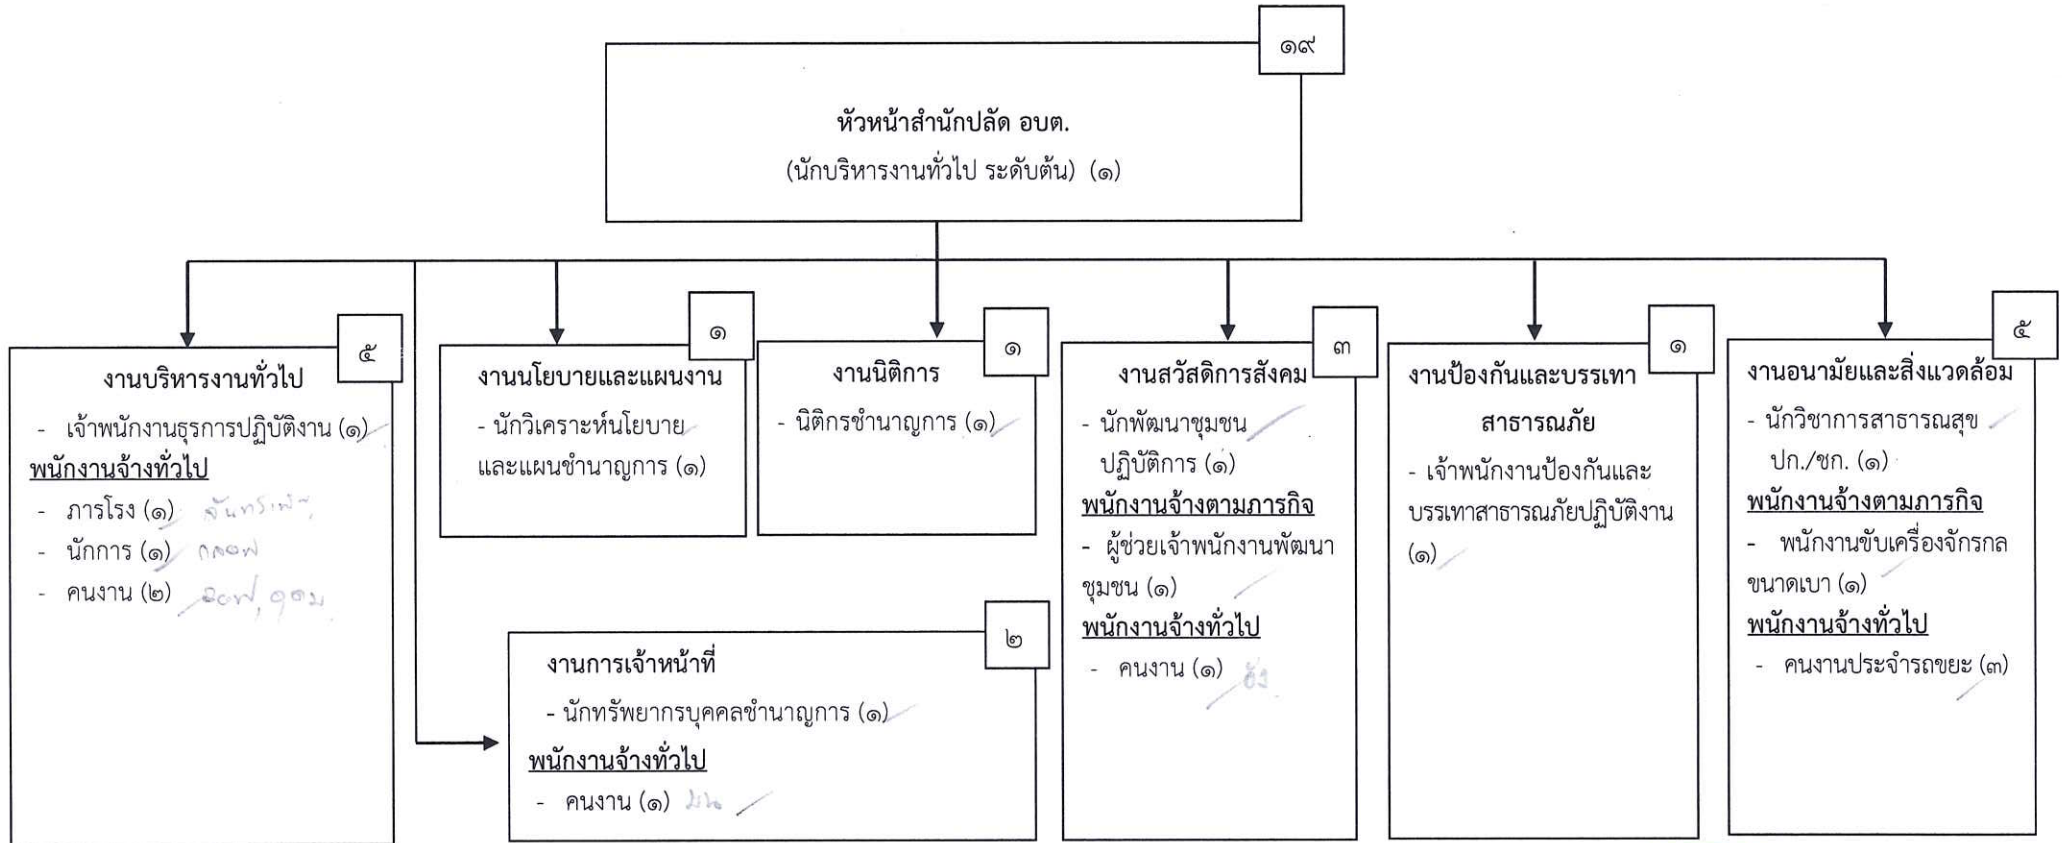 ๑๙
หัวหน้าสำนักปลัด อบต.
(นักบริหารงานทั่วไป ระดับต้น) (๑)
๕
งานบริหารงานทั่วไป
- เจ้าพนักงานธุรการปฏิบัติงาน (๑)
พนักงานจ้างทั่วไป
- ภารโรง (๑)
- นักการ (๑)
- คนงาน (๒)
๑
งานนโยบายและแผนงาน
- นักวิเคราะห์นโยบาย
และแผนชำนาญการ (๑)
๑
งานนิติการ
- นิติกรชำนาญการ (๑)
๓
งานสวัสดิการสังคม
- นักพัฒนาชุมชน
ปฏิบัติการ (๑)
พนักงานจ้างตามภารกิจ
- ผู้ช่วยเจ้าพนักงานพัฒนา
ชุมชน (๑)
พนักงานจ้างทั่วไป
- คนงาน (๑)
๑
งานป้องกันและบรรเทา
สาธารณภัย
- เจ้าพนักงานป้องกันและ
บรรเทาสาธารณภัยปฏิบัติงาน
(๑)
๕
งานอนามัยและสิ่งแวดล้อม
- นักวิชาการสาธารณสุข
ปก./ชก. (๑)
พนักงานจ้างตามภารกิจ
- พนักงานขับเครื่องจักรกล
ขนาดเบา (๑)
พนักงานจ้างทั่วไป
- คนงานประจำรถขยะ (๓)
๒
งานการเจ้าหน้าที่
- นักทรัพยากรบุคคลชำนาญการ (๑)
พนักงานจ้างทั่วไป
- คนงาน (๑)